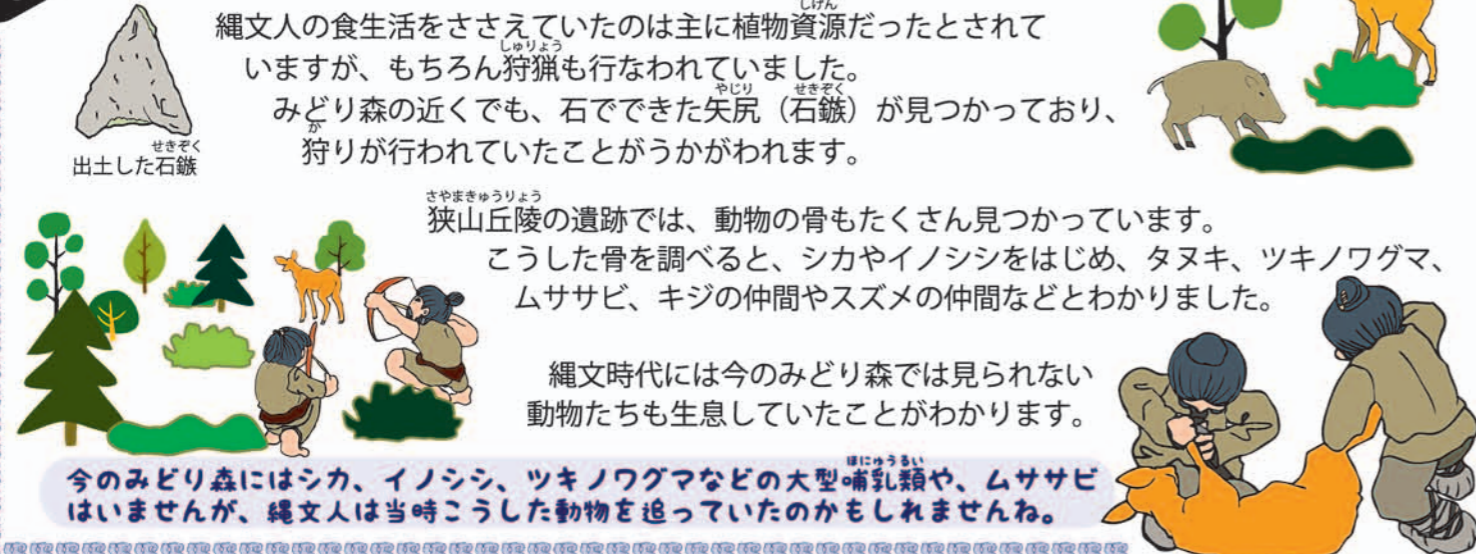 縄文人の食生活をささえていたのは主に植物資源だったとされて
いますが、もちろん狩猟も行なわれていました。
みどり森の近くでも、石でできた矢尻（石鏃）が見つかっており、
狩りが行われていたことがうかがわれます。
出土した石鏃
狭山丘陵の遺跡では、動物の骨もたくさん見つかっています。
こうした骨を調べると、シカやイノシシをはじめ、タヌキ、ツキノワグマ、
ムササビ、キジの仲間やスズメの仲間などとわかりました。
縄文時代には今のみどり森では見られない
動物たちも生息していたことがわかります。
今のみどり森にはシカ、イノシシ、ツキノワグマなどの大型哺乳類や、ムササビ
はいませんが、縄文人は当時こうした動物を追っていたのかもしれませんね。